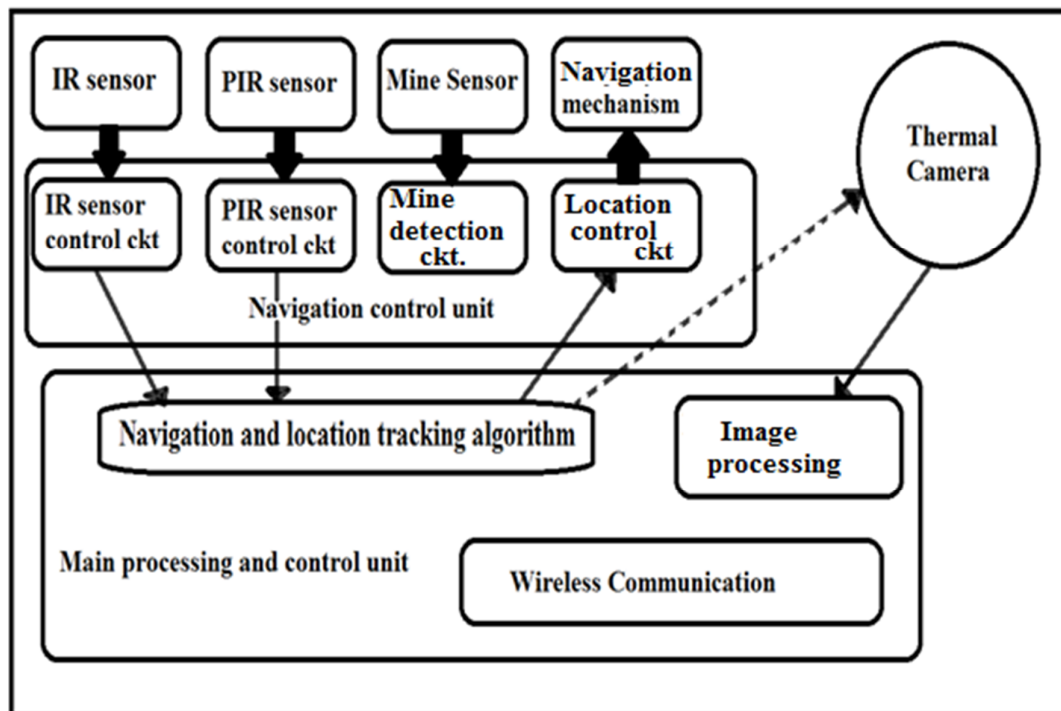 IR sensor
PIR sensor
Mine Sensor
Navigation
mechanism
Thermal
Camera
IR sensor
control ckt
PIR sensor
control ckt
Mine
detection
ckt.
Location
control
ckt
Navigation control unit
Navigation and location tracking algorithm
Image
processing
Main processing and control unit
Wireless Communication